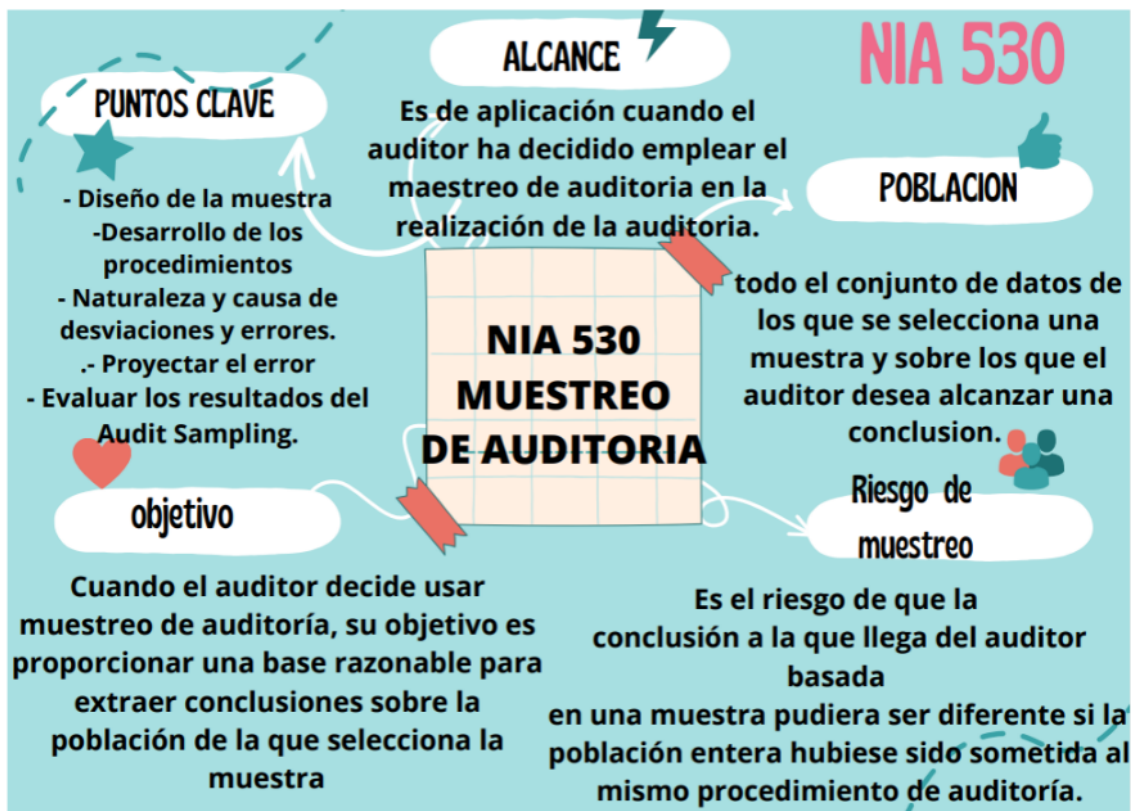 NIA 530
ALCANCE
Es de aplicación cuando el
auditor ha decidido emplear el
maestreo de auditoria en la
realización de la auditoria.
PUNTOS CLAVE
- Diseño de la muestra
-Desarrollo de los
procedimientos
- Naturaleza y causa de
desviaciones y errores.
.- Proyectar el error
- Evaluar los resultados del
Audit Sampling.
POBLACION
todo el conjunto de datos de
los que se selecciona una
muestra y sobre los que el
auditor desea alcanzar una
conclusion.
NIA 530
MUESTREO
DE AUDITORIA
objetivo
Cuando el auditor decide usar
muestreo de auditoría, su objetivo es
proporcionar una base razonable para
extraer conclusiones sobre la
población de la que selecciona la
muestra
Riesgo de
muestreo
Es el riesgo de que la
conclusión a la que llega del auditor
basada
en una muestra pudiera ser diferente si la
población entera hubiese sido sometida al
mismo procedimiento de auditoría.